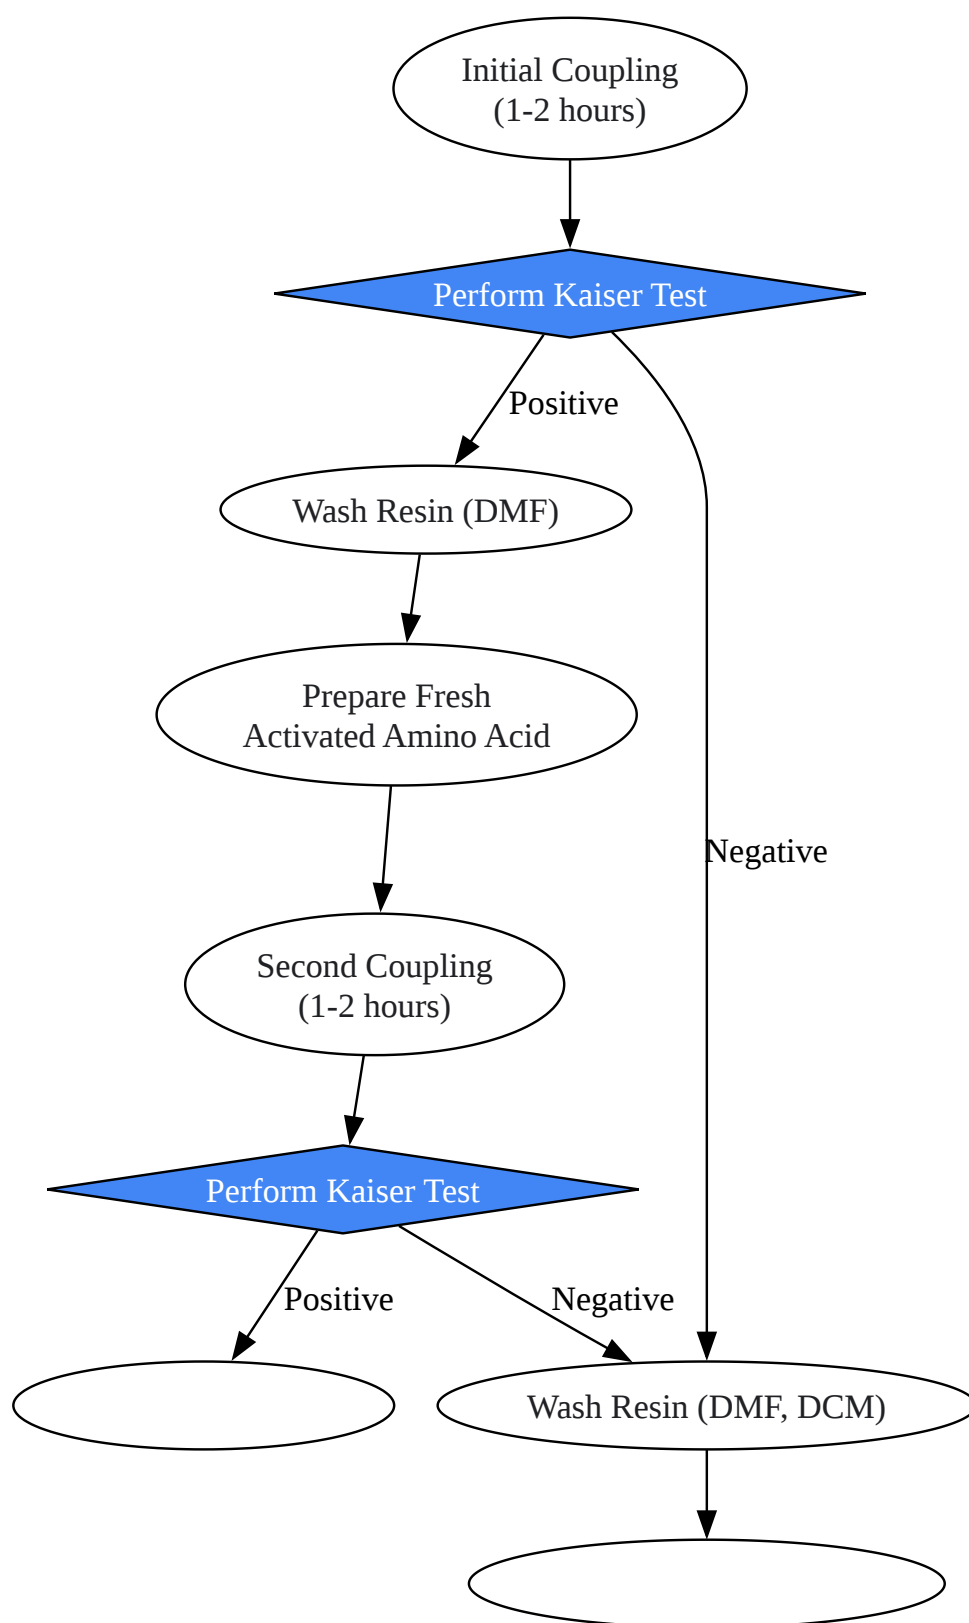 Initial Coupling
(1-2 hours)
Perform Kaiser Test
Positive
Wash Resin (DMF)
Prepare Fresh
Activated Amino Acid
Negative
Second Coupling
(1-2 hours)
Perform Kaiser Test
Positive
Negative
Wash Resin (DMF, DCM)